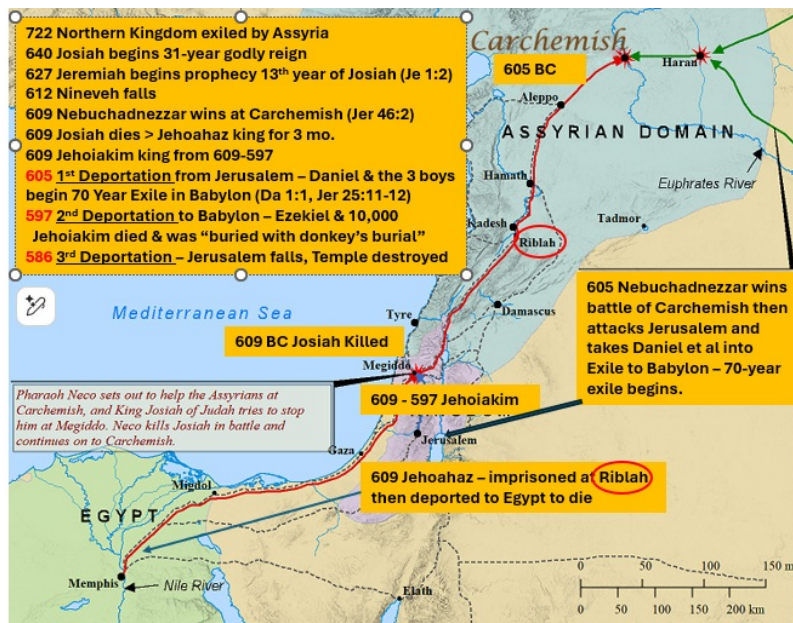 722 Northern Kingdom exiled by Assyria
640 Josiah begins 31-year godly reign
627 Jeremiah begins prophecy 13th year of Josiah (Je 1:2)
612 Nineveh falls
609 Nebuchadnezzar wins at Carchemish (Jer 46:2)
609 Josiah dies > Jehoahaz king for 3 mo.
609 Jehoiakim king from 609-597
605 1st Deportation from Jerusalem – Daniel & the 3 boys
begin 70 Year Exile in Babylon (Da 1:1, Jer 25:11-12)
597 2nd Deportation to Babylon – Ezekiel & 10,000
Jehoiakim died & was “buried with donkey’s burial”
586 3rd Deportation – Jerusalem falls, Temple destroyed
Carchemish
605 BC
Haran
Aleppo
ASSYRIAN DOMAIN
Hamath
Euphrates River
Kadesh
Tadmor
Riblah
Mediterranean Sea
Tyre
Damascus
605 Nebuchadnezzar wins
battle of Carchemish then
attacks Jerusalem and
takes Daniel et al into
Exile to Babylon – 70-year
exile begins.
609 BC Josiah Killed
Megiddo
Pharaoh Neco sets out to help the Assyrians at
Carchemish, and King Josiah of Judah tries to stop
him at Megiddo. Neco kills Josiah in battle and
continues on to Carchemish.
609 - 597 Jehoiakim
Jerusalem
Gaza
609 Jehoahaz – imprisoned at Riblah
then deported to Egypt to die
Migdol
EGYPT
Memphis
Nile River
Elath
0 50 100 150 m
0 50 100 150 200 km